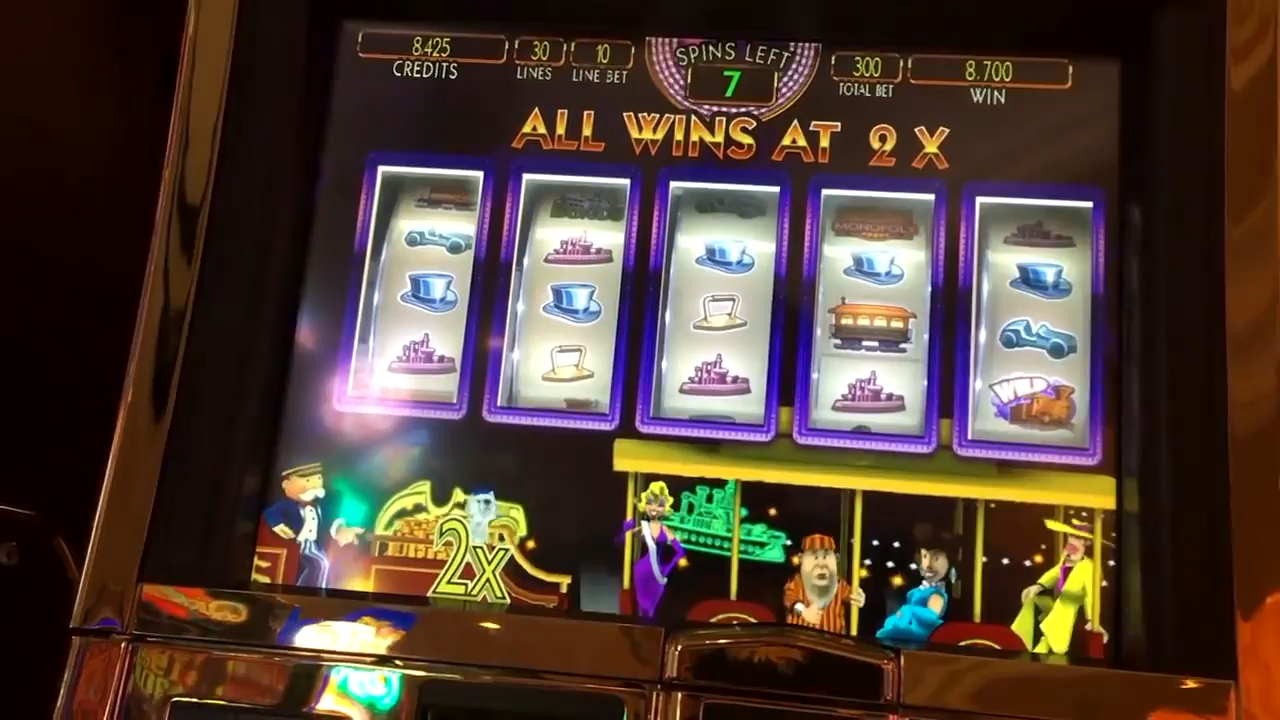 8,425
CREDITS
30
LINES
10
LINE BET
SPINS LEFT
7
300
TOTAL BET
8,700
WIN
ALL WINS AT 2X
MONOPOLY
WILD
2x